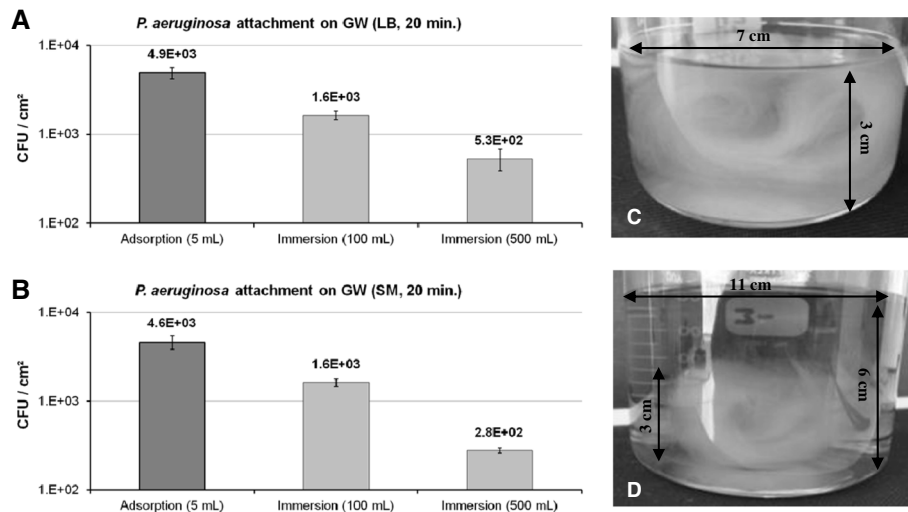 A
P. aeruginosa attachment on GW (LB, 20 min.)
CFU / cm²
1.E+04
1.E+03
1.E+02
4.9E+03
1.6E+03
5.3E+02
Adsorption (5 mL)
Immersion (100 mL)
Immersion (500 mL)
B
P. aeruginosa attachment on GW (SM, 20 min.)
CFU / cm²
1.E+04
1.E+03
1.E+02
4.6E+03
1.6E+03
2.8E+02
Adsorption (5 mL)
Immersion (100 mL)
Immersion (500 mL)
7 cm
3 cm
C
11 cm
6 cm
3 cm
D